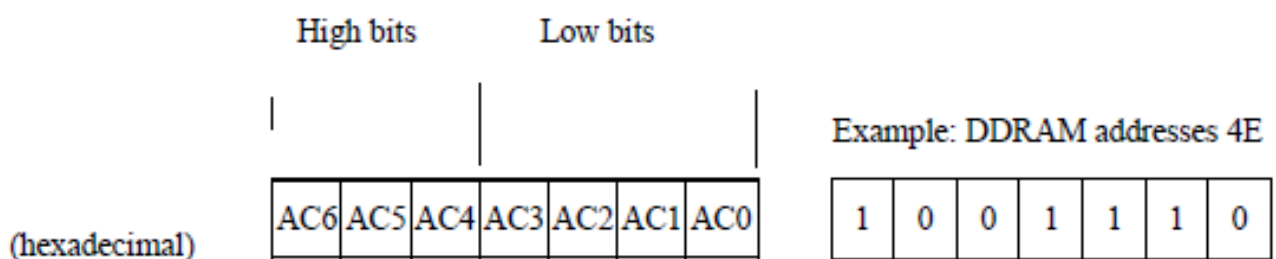 High bits Low bits
Example: DDRAM addresses 4E
AC6 AC5 AC4 AC3 AC2 AC1 AC0 1 0 0 1 1 1 0
(hexadecimal)